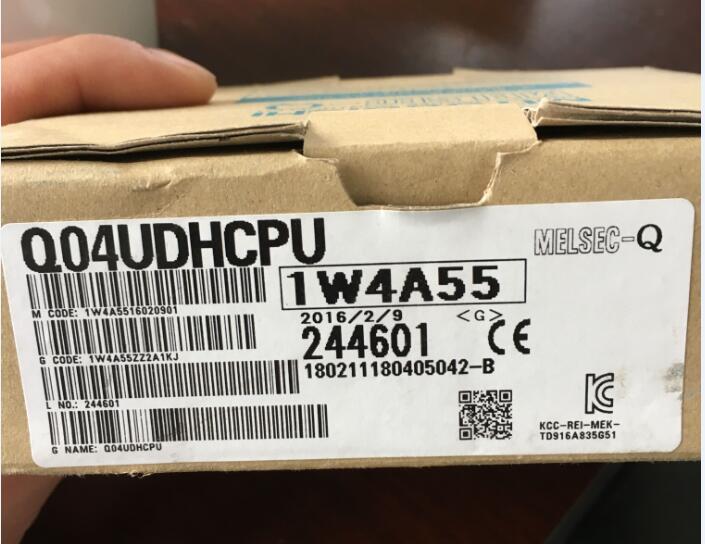 Q04UDHCPU
MELSEC-Q
1W4A55
M CODE: 1W4A5516020901
2016/2/9 <G>
244601 CE
G CODE: 1W4A55ZZ2A1KJ
180211180405042-B
L NO.: 244601
KCC-REI-MEK-
TD916A835G51
G NAME: Q04UDHCPU